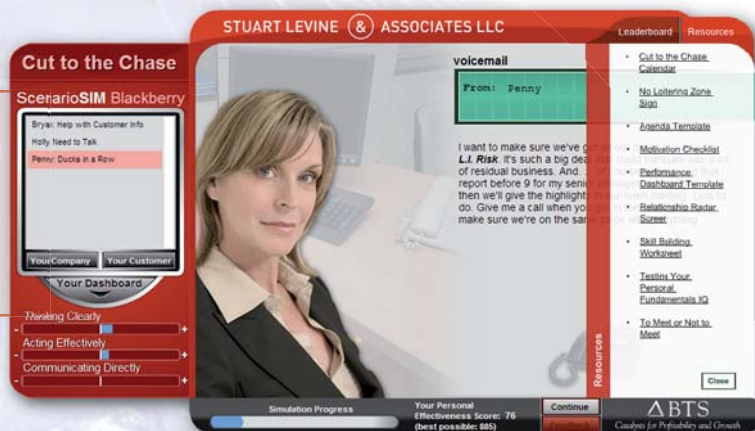 STUART LEVINE & ASSOCIATES LLC
Leaderboard Resources
Cut to the Chase
ScenarioSIM Blackberry
Bryan: Help with Customer Info
Holly Need to Talk
Penny: Ducks in a Row
Your Company Your Customer
Your Dashboard
Thinking Clearly
- +
Acting Effectively
- +
Communicating Directly
- +
voicemail
From: Penny
I want to make sure we've got
L.I. Risk. It's such a big deal
of residual business. And
report before 9 for my senior
then we'll give the highlights
do. Give me a call when you
make sure we're on the same
Resources
• Cut to the Chase
Calendar
• No Loitering Zone
Sign
• Agenda Template
• Motivation Checklist
• Performance
Dashboard Template
• Relationship Radar
Screen
• Skill Building
Worksheet
• Testing Your
Personal
Fundamentals IQ
• To Meet or Not to
Meet
Close
Simulation Progress
Your Personal
Effectiveness Score: 76
(best possible: 885)
Continue
Feedback
ABTS
Catalysts for Profitability and Growth